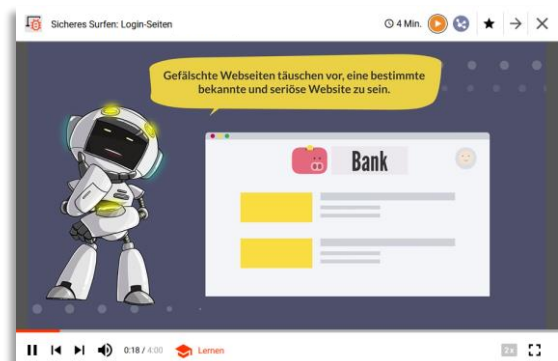 Sicheres Surfen: Login-Seiten
4 Min.
Gefälschte Webseiten täuschen vor, eine bestimmte
bekannte und seriöse Website zu sein.
Bank
0:18 / 4:00
Lernen
2x